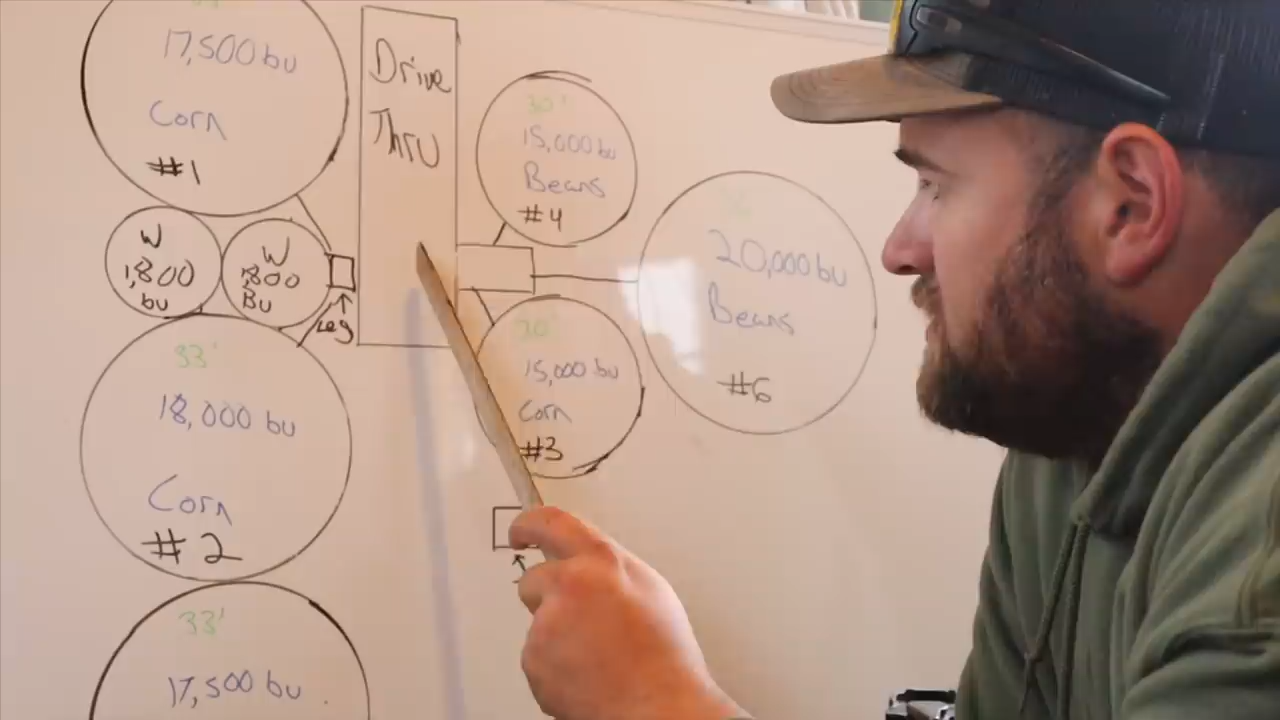 17,500 bu
Corn
#1
W
1,800
bu
W
1,800
Bu
Leg
33'
18,000 bu
Corn
#2
33'
17,500 bu
Drive
Thru
30'
15,000 bu
Beans
#4
30'
15,000 bu
Corn
#3
20,000 bu
Beans
#6